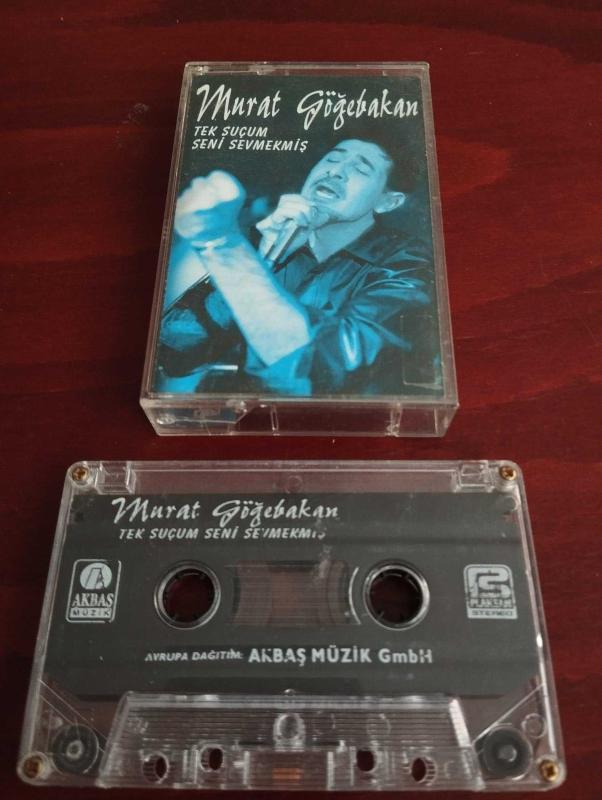 Murat Göğebakan
TEK SUÇUM
SENİ SEVMEKMİŞ
Murat Göğebakan
TEK SUÇUM SENİ SEVMEKMİŞ
AKBAŞ
MÜZİK
PLAKSAN
STEREO
AVRUPA DAĞITIM: AKBAŞ MÜZİK GmbH